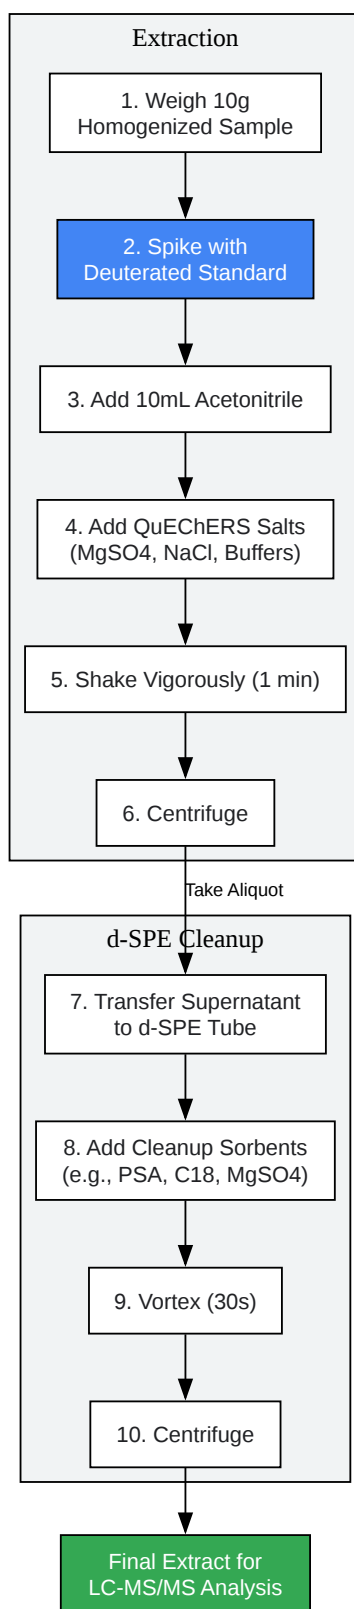 Extraction
1. Weigh 10g
Homogenized Sample
2. Spike with
Deuterated Standard
3. Add 10mL Acetonitrile
4. Add QuEChERS Salts
(MgSO4, NaCl, Buffers)
5. Shake Vigorously (1 min)
6. Centrifuge
Take Aliquot
d-SPE Cleanup
7. Transfer Supernatant
to d-SPE Tube
8. Add Cleanup Sorbents
(e.g., PSA, C18, MgSO4)
9. Vortex (30s)
10. Centrifuge
Final Extract for
LC-MS/MS Analysis